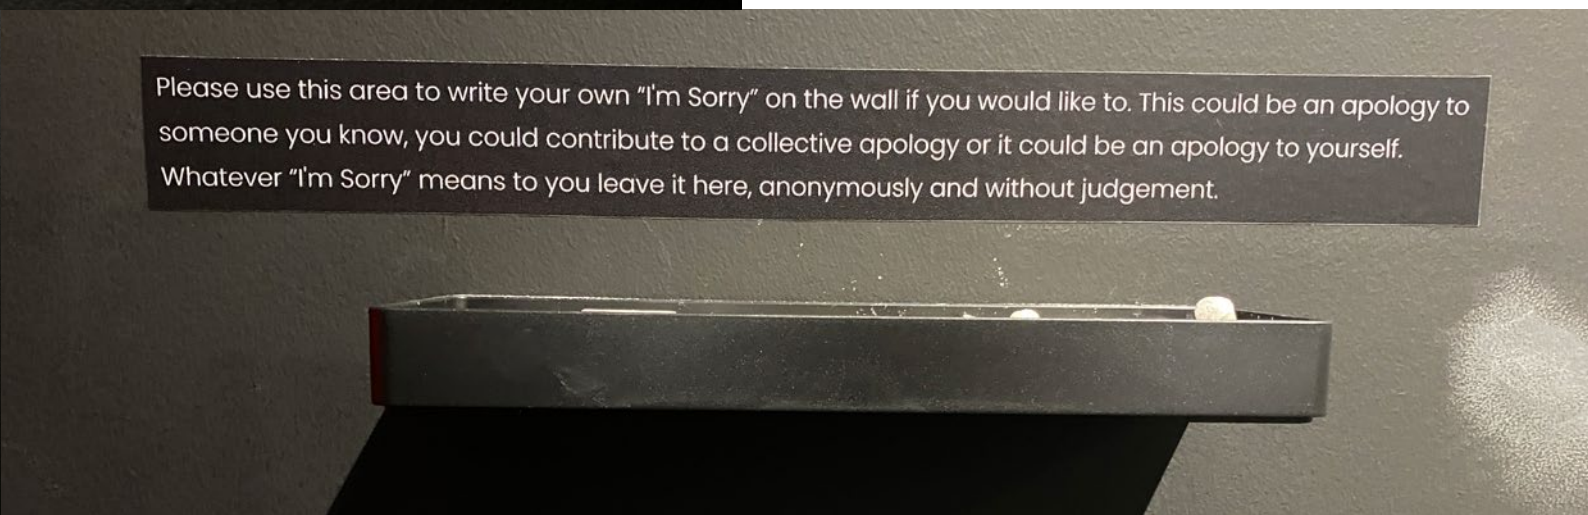 Please use this area to write your own “I'm Sorry” on the wall if you would like to. This could be an apology to
someone you know, you could contribute to a collective apology or it could be an apology to yourself.
Whatever “I'm Sorry” means to you leave it here, anonymously and without judgement.